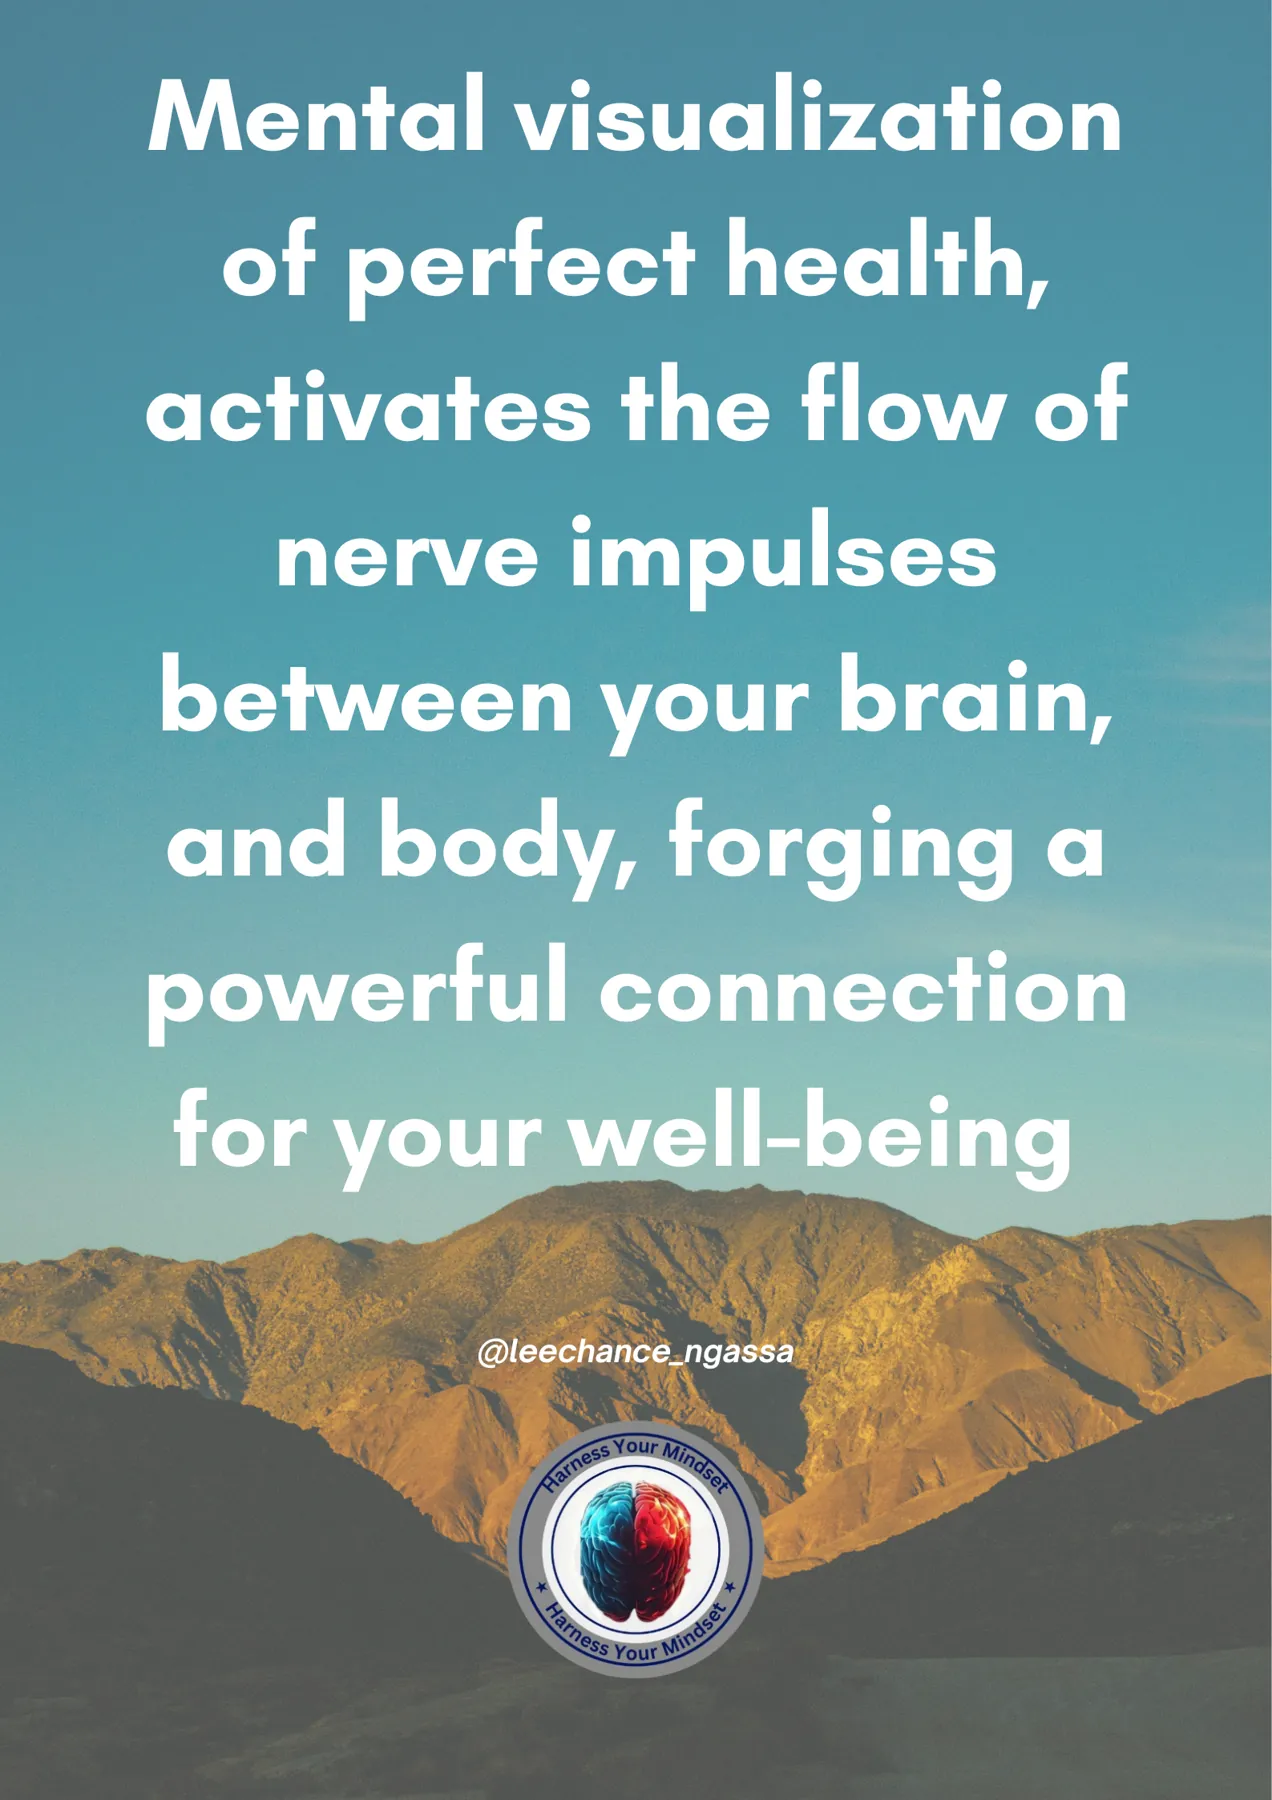 Mental visualization
of perfect health,
activates the flow of
nerve impulses
between your brain,
and body, forging a
powerful connection
for your well-being
@leechance_ngassa
Harness Your Mindset
Harness Your Mindset